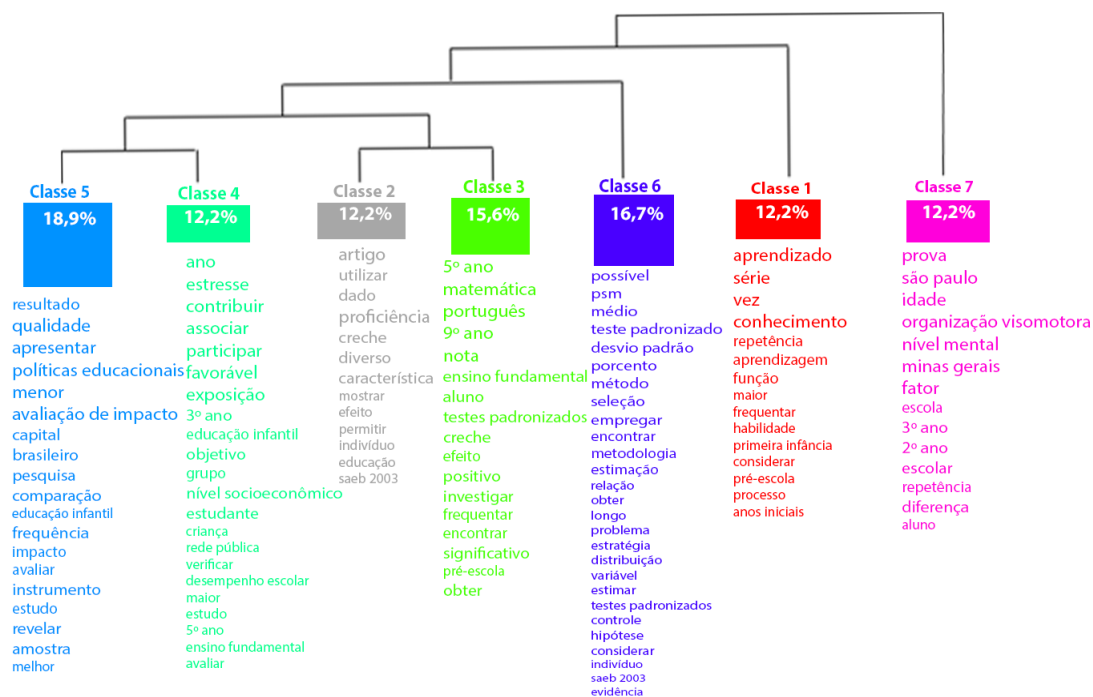 Classe 5
18,9%
resultado
qualidade
apresentar
políticas educacionais
menor
avaliação de impacto
capital
brasileiro
pesquisa
comparação
educação infantil
frequência
impacto
avaliar
instrumento
estudo
revelar
amostra
melhor
Classe 4
12,2%
ano
estresse
contribuir
associar
participar
favorável
exposição
3º ano
educação infantil
objetivo
grupo
nível socioeconômico
estudante
criança
rede pública
verificar
desempenho escolar
maior
estudo
5º ano
ensino fundamental
avaliar
Classe 2
12,2%
artigo
utilizar
dado
proficiência
creche
diverso
característica
mostrar
efeito
permitir
indivíduo
educação
saeb 2003
Classe 3
15,6%
5º ano
matemática
português
9º ano
nota
ensino fundamental
aluno
testes padronizados
creche
efeito
positivo
investigar
frequentar
encontrar
significativo
pré-escola
obter
Classe 6
16,7%
possível
psm
médio
teste padronizado
desvio padrão
porcento
método
seleção
empregar
encontrar
metodologia
estimação
relação
obter
longo
problema
estratégia
distribuição
variável
estimar
testes padronizados
controle
hipótese
considerar
indivíduo
saeb 2003
evidência
Classe 1
12,2%
aprendizado
série
vez
conhecimento
repetência
aprendizagem
função
maior
frequentar
habilidade
primeira infância
considerar
pré-escola
processo
anos iniciais
Classe 7
12,2%
prova
são paulo
idade
organização visomotora
nível mental
minas gerais
fator
escola
3º ano
2º ano
escolar
repetência
diferença
aluno